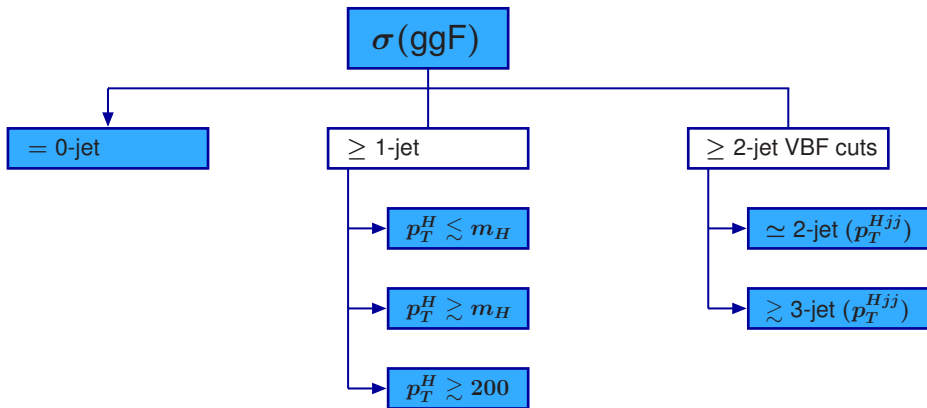 σ(ggF)
= 0-jet
≥ 1-jet
≥ 2-jet VBF cuts
p_T^H ≲ m_H
p_T^H ≳ m_H
p_T^H ≳ 200
≃ 2-jet (p_T^{Hjj})
≳ 3-jet (p_T^{Hjj})